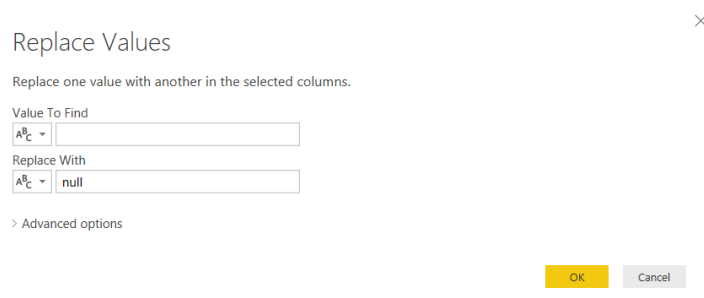 Replace Values
Replace one value with another in the selected columns.
Value To Find
ABC
Replace With
ABC null
Advanced options
OK Cancel